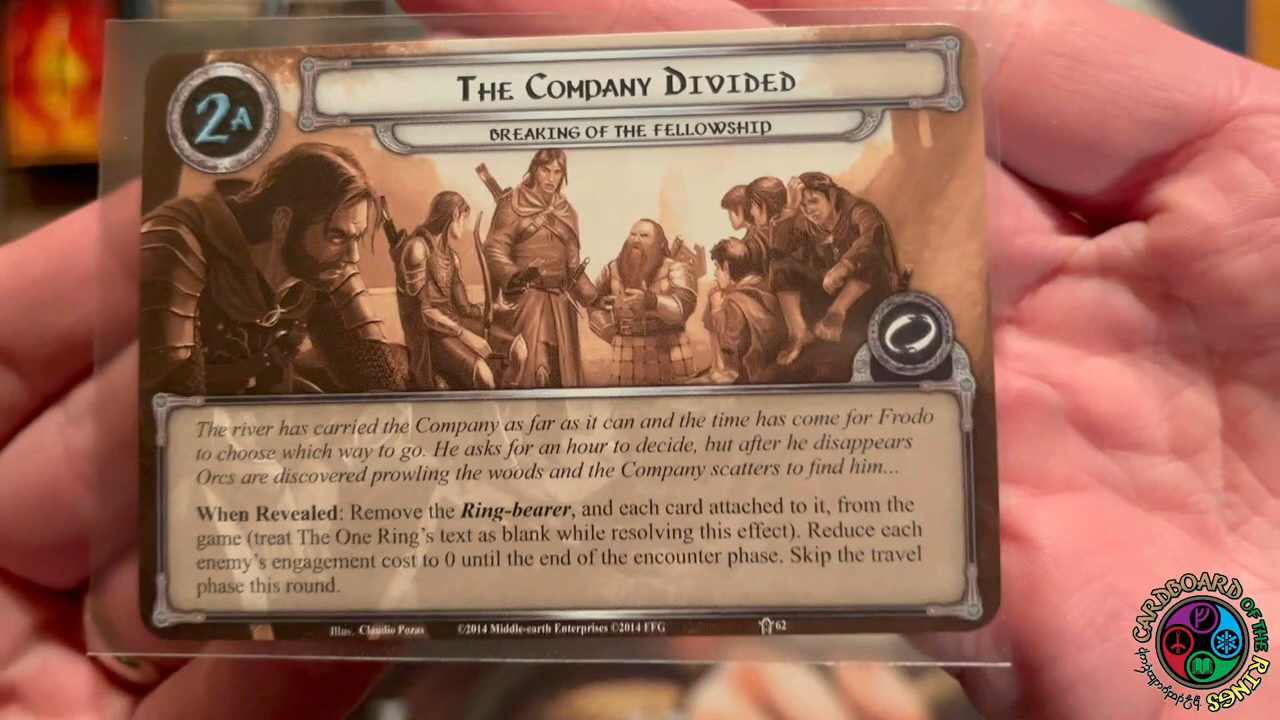 2A
The Company Divided
Breaking of the Fellowship
The river has carried the Company as far as it can and the time has come for Frodo
to choose which way to go. He asks for an hour to decide, but after he disappears
Orcs are discovered prowling the woods and the Company scatters to find him...
When Revealed: Remove the Ring-bearer, and each card attached to it, from the
game (treat The One Ring's text as blank while resolving this effect). Reduce each
enemy's engagement cost to 0 until the end of the encounter phase. Skip the travel
phase this round.
Illus. Claudio Pozas ©2014 Middle-earth Enterprises ©2014 FFG 62
CARDBOARD OF THE RINGS